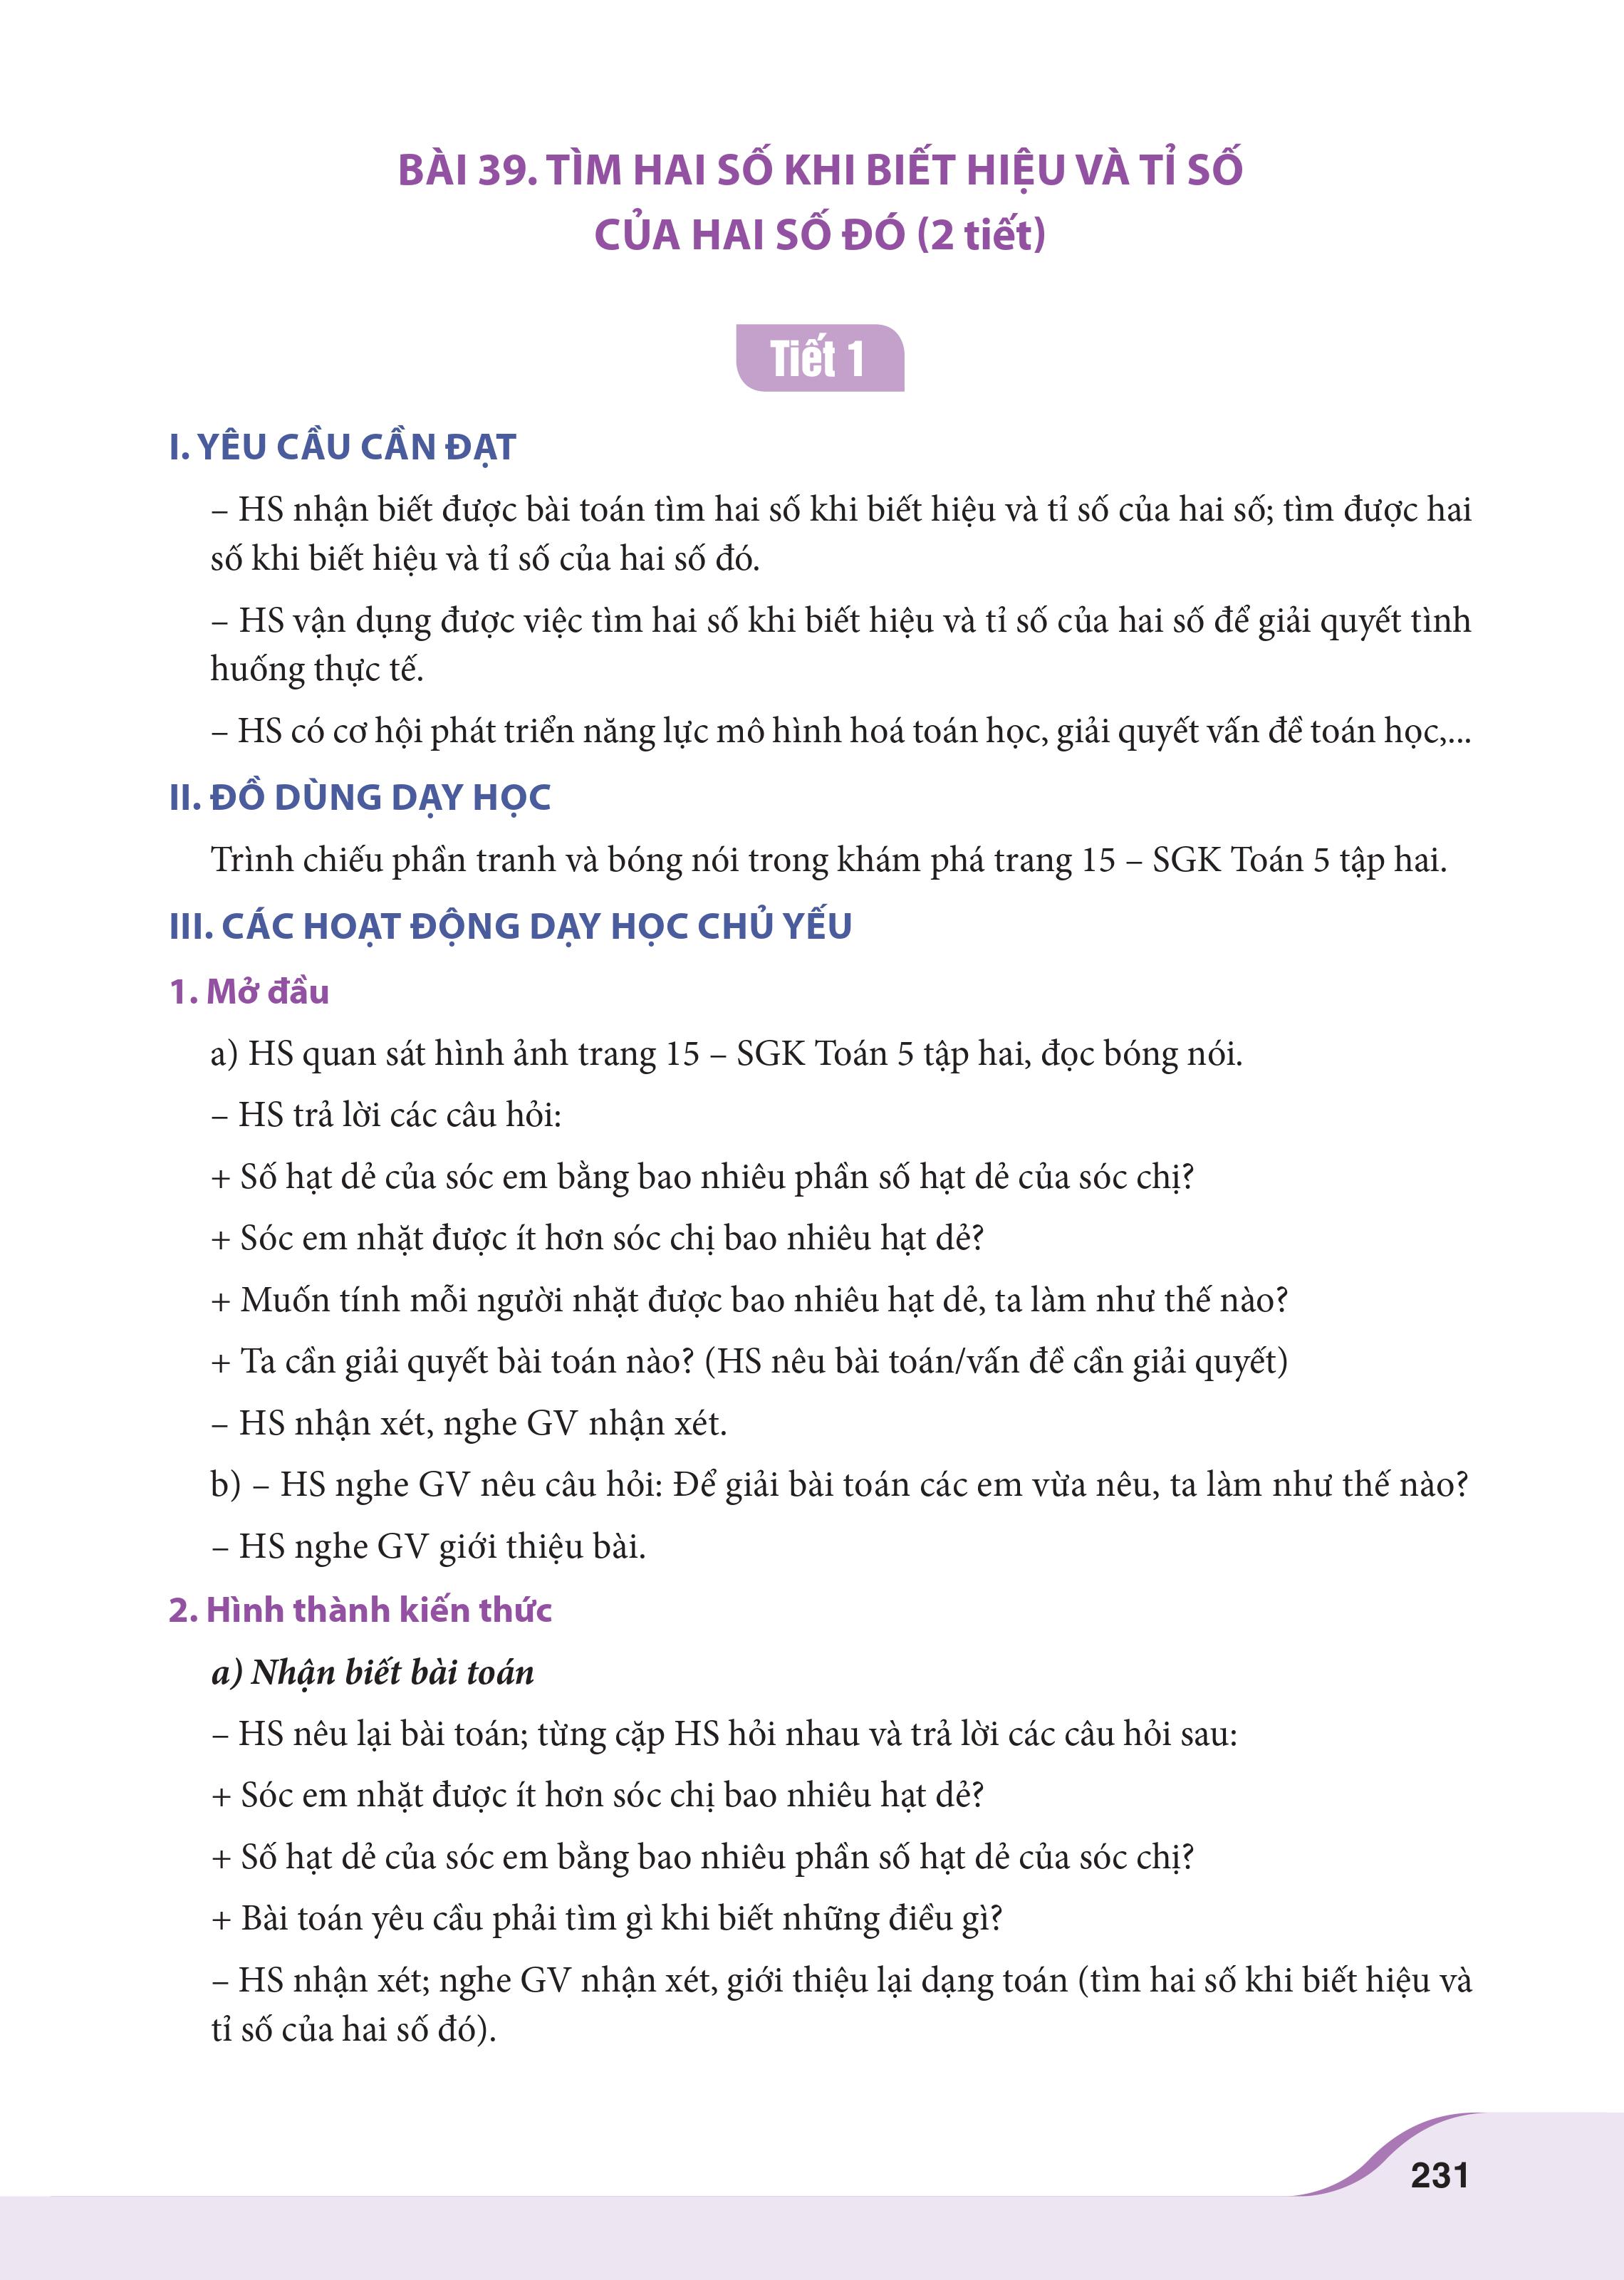 BÀI 39. TÌM HAI SỐ KHI BIẾT HIỆU VÀ TỈ SỐ
CỦA HAI SỐ ĐÓ (2 tiết)
Tiết 1
I. YÊU CẦU CẦN ĐẠT
– HS nhận biết được bài toán tìm hai số khi biết hiệu và tỉ số của hai số; tìm được hai
số khi biết hiệu và tỉ số của hai số đó.
– HS vận dụng được việc tìm hai số khi biết hiệu và tỉ số của hai số để giải quyết tình
huống thực tế.
– HS có cơ hội phát triển năng lực mô hình hoá toán học, giải quyết vấn đề toán học,...
II. ĐỒ DÙNG DẠY HỌC
Trình chiếu phần tranh và bóng nói trong khám phá trang 15 – SGK Toán 5 tập hai.
III. CÁC HOẠT ĐỘNG DẠY HỌC CHỦ YẾU
1. Mở đầu
a) HS quan sát hình ảnh trang 15 – SGK Toán 5 tập hai, đọc bóng nói.
– HS trả lời các câu hỏi:
+ Số hạt dẻ của sóc em bằng bao nhiêu phần số hạt dẻ của sóc chị?
+ Sóc em nhặt được ít hơn sóc chị bao nhiêu hạt dẻ?
+ Muốn tính mỗi người nhặt được bao nhiêu hạt dẻ, ta làm như thế nào?
+ Ta cần giải quyết bài toán nào? (HS nêu bài toán/vấn đề cần giải quyết)
– HS nhận xét, nghe GV nhận xét.
b) – HS nghe GV nêu câu hỏi: Để giải bài toán các em vừa nêu, ta làm như thế nào?
– HS nghe GV giới thiệu bài.
2. Hình thành kiến thức
a) Nhận biết bài toán
– HS nêu lại bài toán; từng cặp HS hỏi nhau và trả lời các câu hỏi sau:
+ Sóc em nhặt được ít hơn sóc chị bao nhiêu hạt dẻ?
+ Số hạt dẻ của sóc em bằng bao nhiêu phần số hạt dẻ của sóc chị?
+ Bài toán yêu cầu phải tìm gì khi biết những điều gì?
– HS nhận xét; nghe GV nhận xét, giới thiệu lại dạng toán (tìm hai số khi biết hiệu và
tỉ số của hai số đó).
231